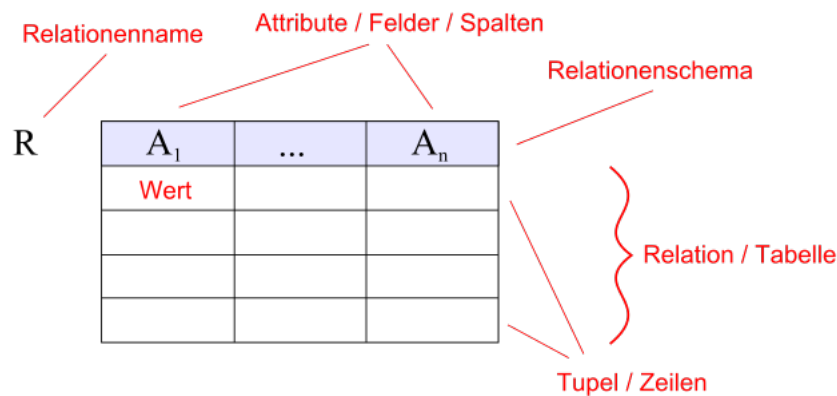 Relationenname
Attribute / Felder / Spalten
Relationenschema
R
A1
...
An
Wert
Relation / Tabelle
Tupel / Zeilen